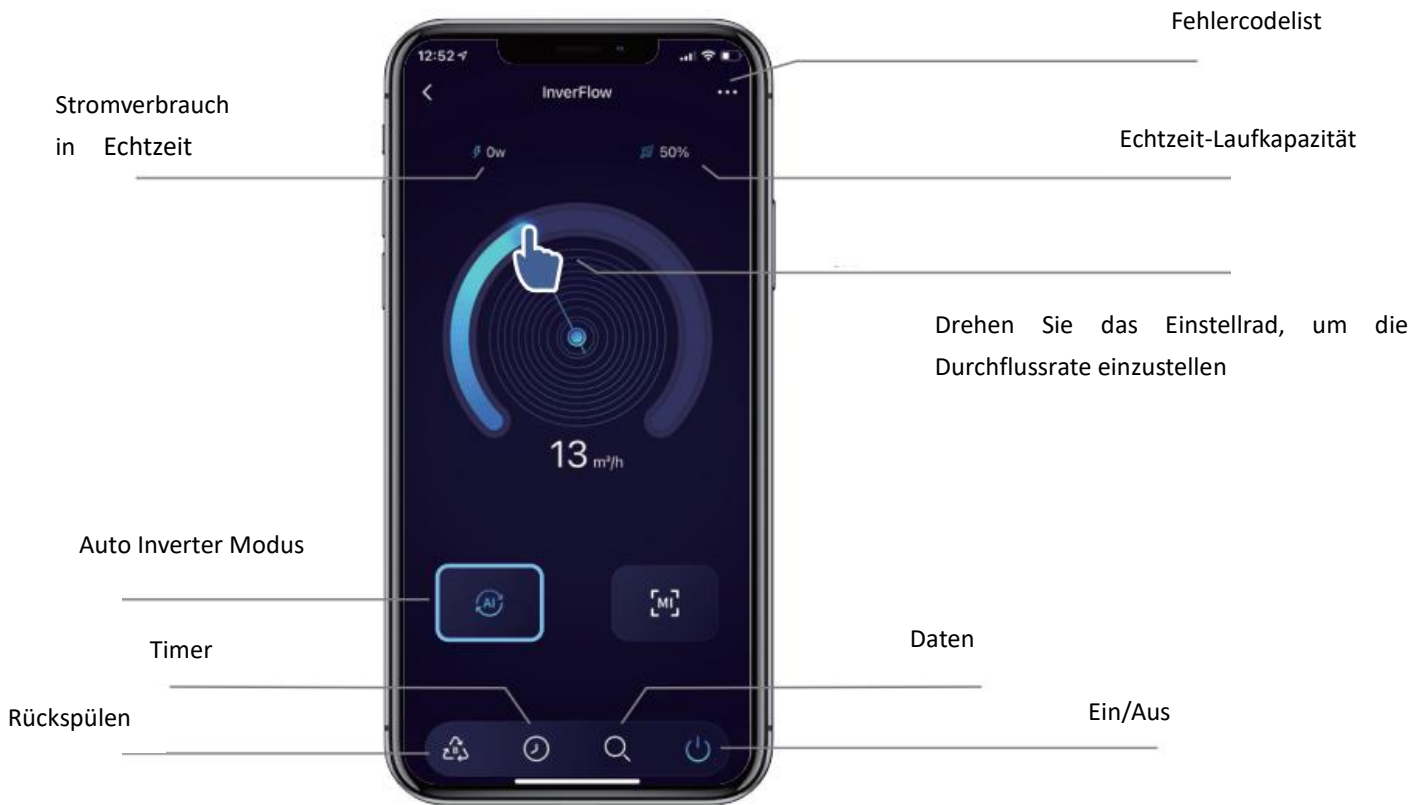 Fehlercodelist
12:52
InverFlow
Stromverbrauch
in Echtzeit
Echtzeit-Laufkapazität
0w
50%
Drehen Sie das Einstellrad, um die
Durchflussrate einzustellen
13 m³/h
Auto Inverter Modus
AI
MI
Timer
Daten
Rückspülen
Ein/Aus
B